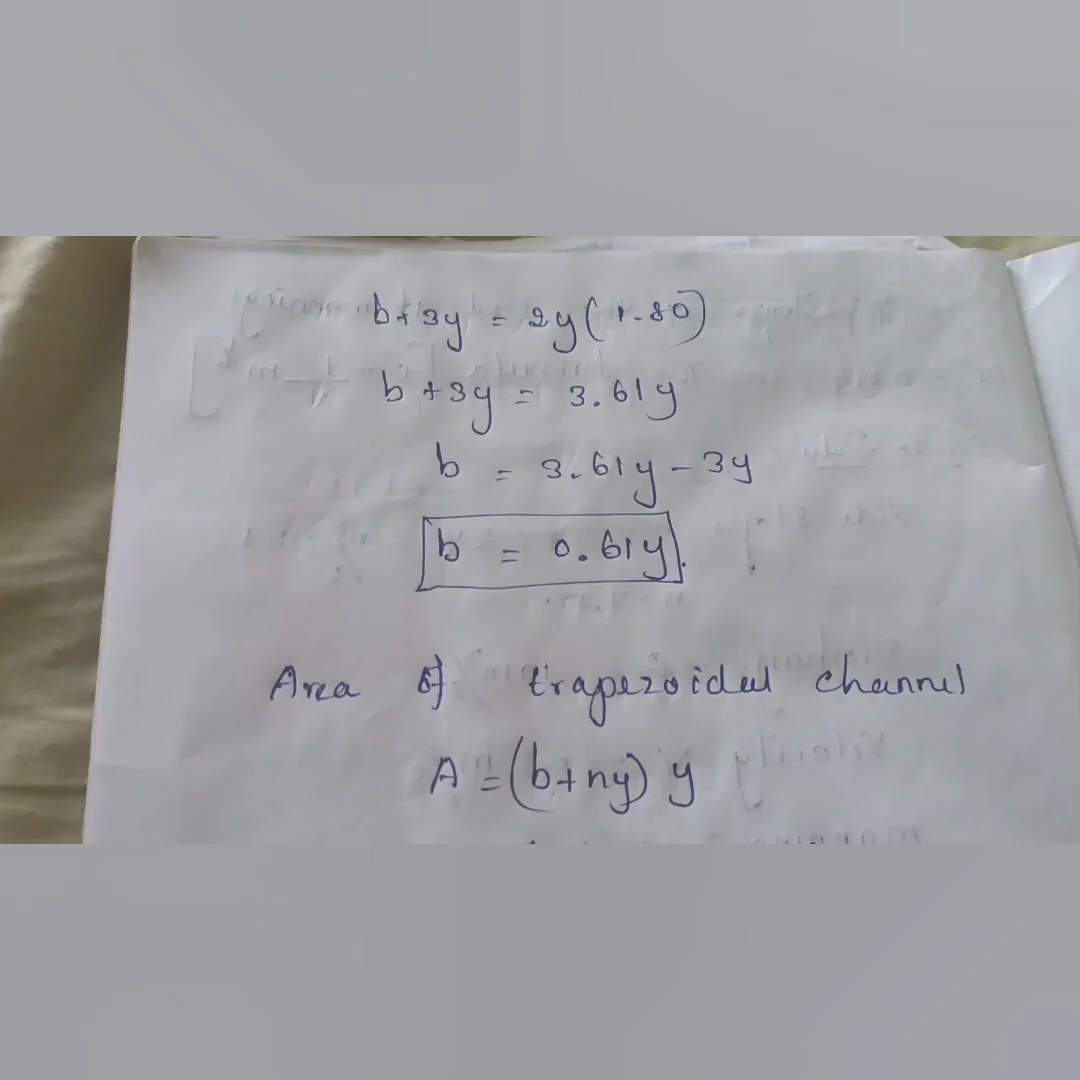 b+3y = 2y(1.80)
b+3y = 3.61y
b = 3.61y - 3y
b = 0.61y.
Area of trapezoidal channel
A = (b+ny) y